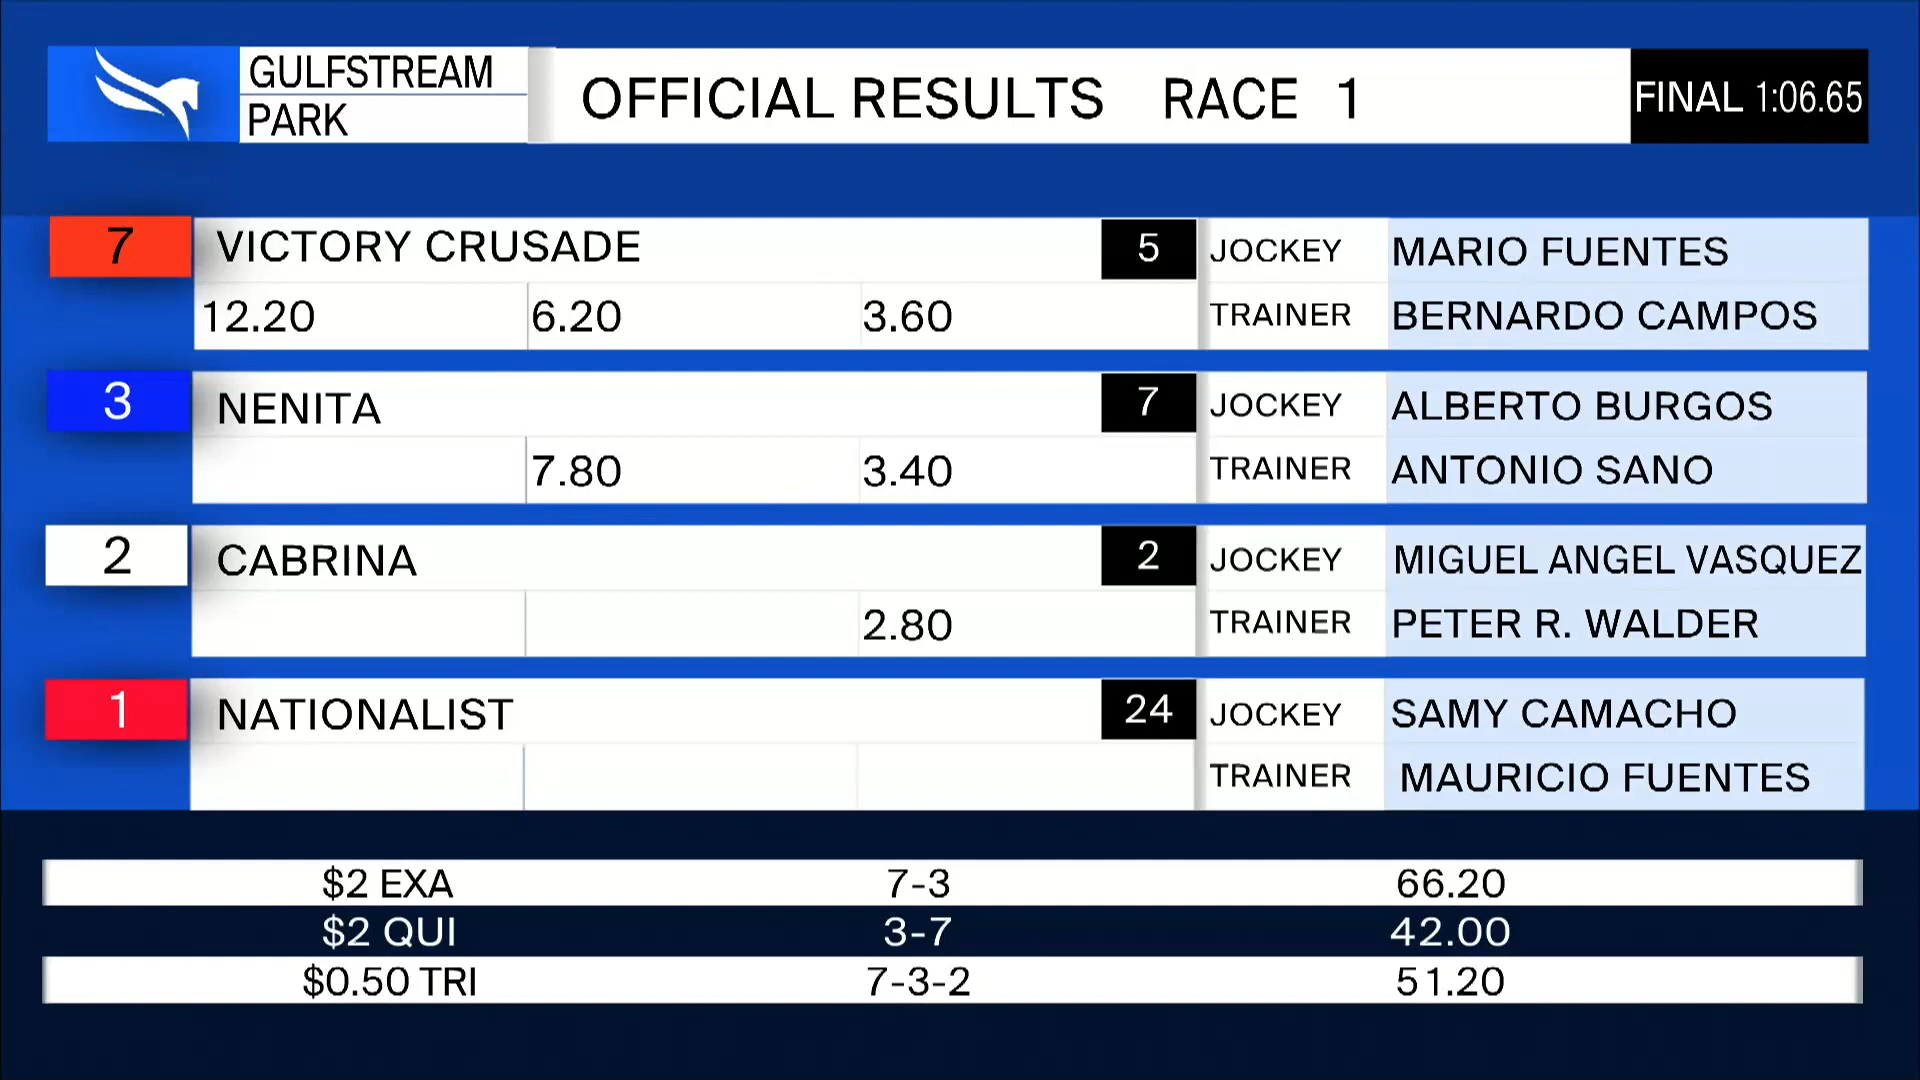 GULFSTREAM
PARK
OFFICIAL RESULTS RACE 1
FINAL 1:06.65
7 VICTORY CRUSADE 5 JOCKEY MARIO FUENTES
12.20 6.20 3.60 TRAINER BERNARDO CAMPOS
3 NENITA 7 JOCKEY ALBERTO BURGOS
7.80 3.40 TRAINER ANTONIO SANO
2 CABRINA 2 JOCKEY MIGUEL ANGEL VASQUEZ
2.80 TRAINER PETER R. WALDER
1 NATIONALIST 24 JOCKEY SAMY CAMACHO
TRAINER MAURICIO FUENTES
$2 EXA 7-3 66.20
$2 QUI 3-7 42.00
$0.50 TRI 7-3-2 51.20